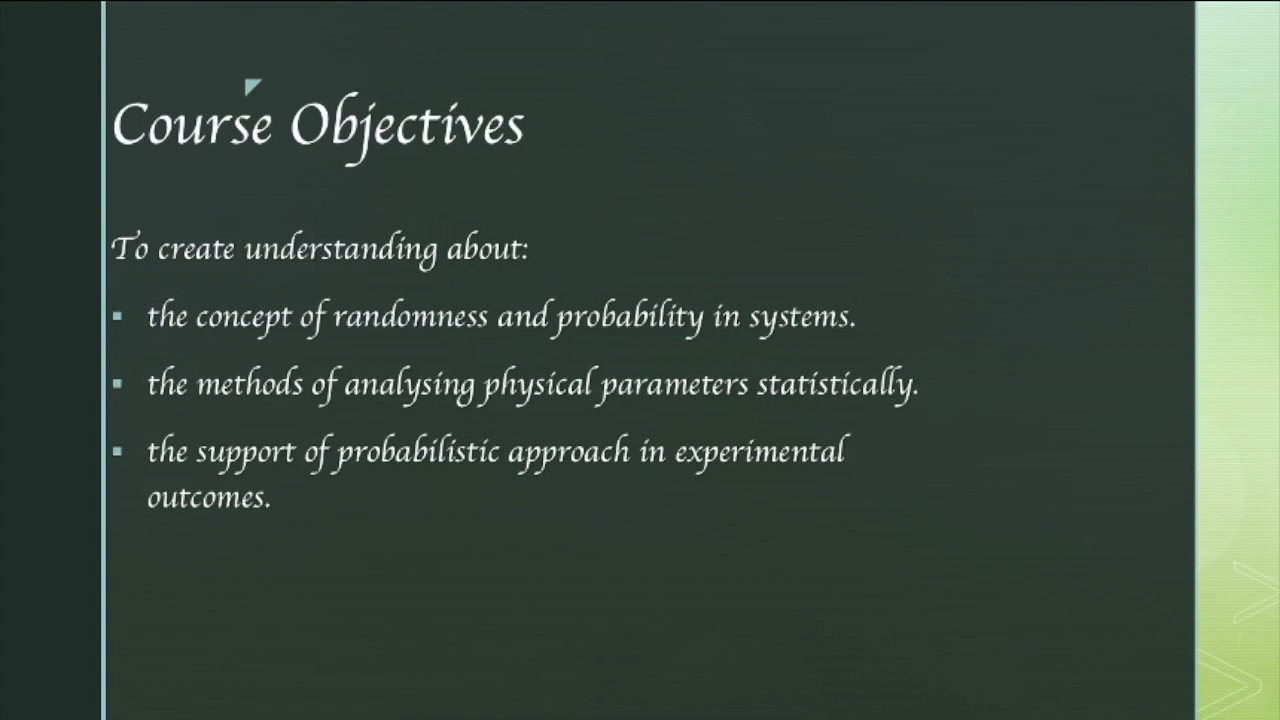 Course Objectives
To create understanding about:
▪ the concept of randomness and probability in systems.
▪ the methods of analysing physical parameters statistically.
▪ the support of probabilistic approach in experimental
outcomes.